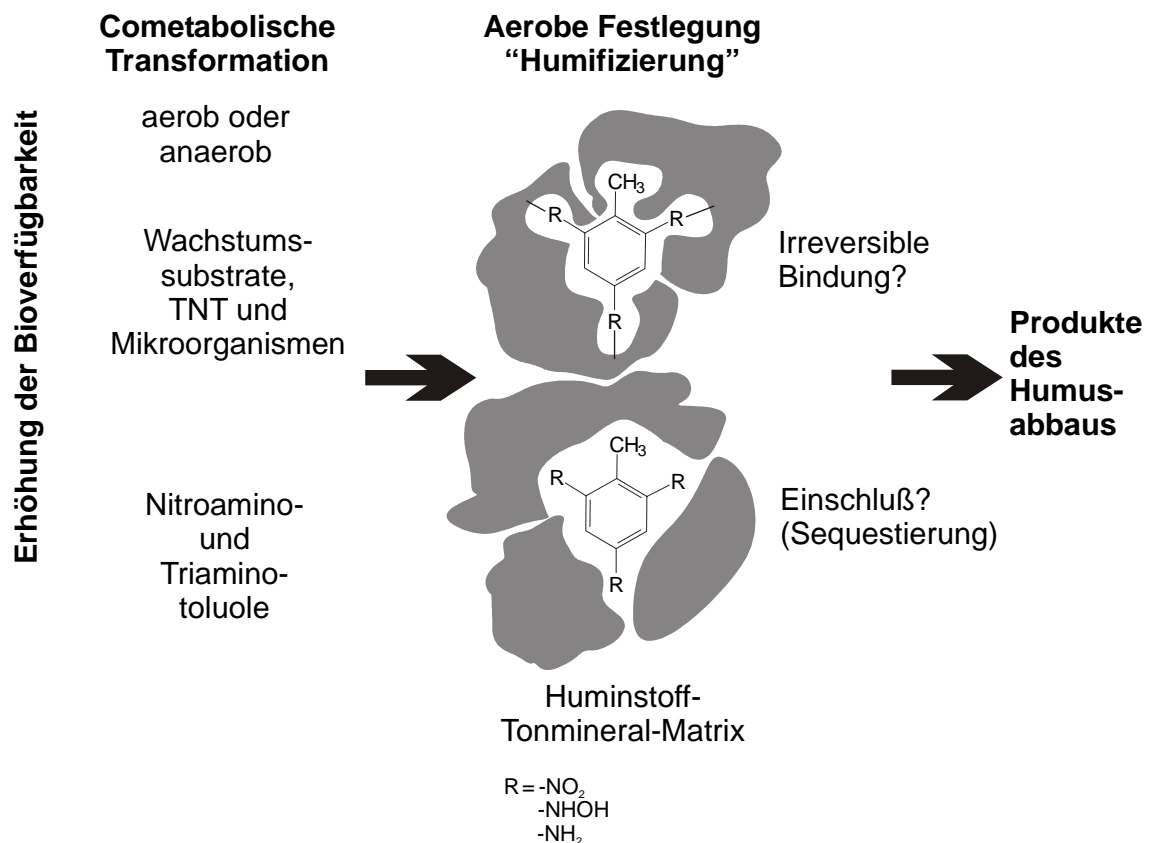 Erhöhung der Bioverfügbarkeit
Cometabolische
Transformation
aerob oder
anaerob
Wachstums-
substrate,
TNT und
Mikroorganismen
Nitroamino-
und
Triamino-
toluole
Aerobe Festlegung
“Humifizierung”
CH₃
R
R
R
Irreversible
Bindung?
CH₃
R
R
R
Einschluß?
(Sequestierung)
Huminstoff-
Tonmineral-Matrix
R = -NO₂
-NHOH
-NH₂
Produkte
des
Humus-
abbaus